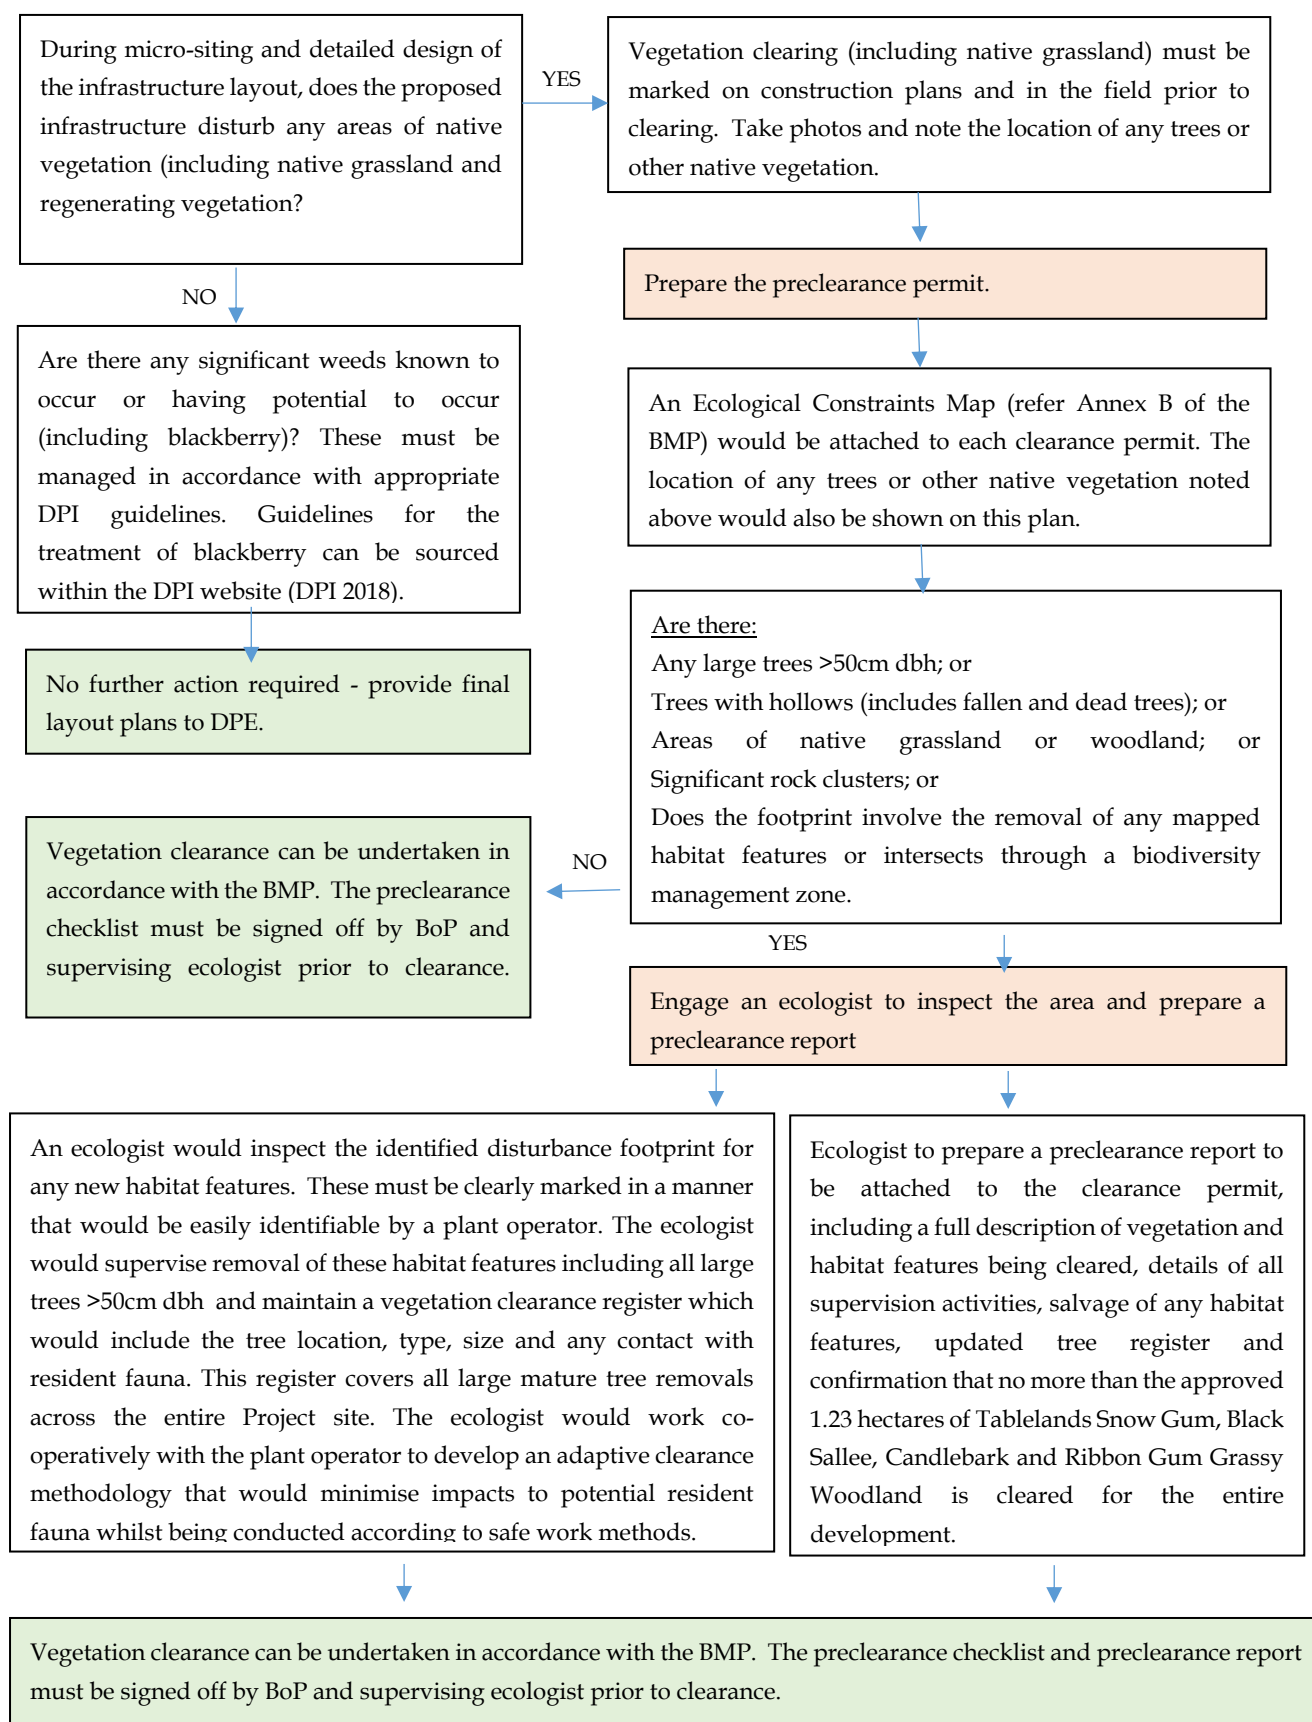 During micro-siting and detailed design of
the infrastructure layout, does the proposed
infrastructure disturb any areas of native
vegetation (including native grassland and
regenerating vegetation?
YES
Vegetation clearing (including native grassland) must be
marked on construction plans and in the field prior to
clearing. Take photos and note the location of any trees or
other native vegetation.
NO
Prepare the preclearance permit.
Are there any significant weeds known to
occur or having potential to occur
(including blackberry)? These must be
managed in accordance with appropriate
DPI guidelines. Guidelines for the
treatment of blackberry can be sourced
within the DPI website (DPI 2018).
An Ecological Constraints Map (refer Annex B of the
BMP) would be attached to each clearance permit. The
location of any trees or other native vegetation noted
above would also be shown on this plan.
No further action required - provide final
layout plans to DPE.
Are there:
Any large trees >50cm dbh; or
Trees with hollows (includes fallen and dead trees); or
Areas of native grassland or woodland; or
Significant rock clusters; or
Does the footprint involve the removal of any mapped
habitat features or intersects through a biodiversity
management zone.
NO
Vegetation clearance can be undertaken in
accordance with the BMP. The preclearance
checklist must be signed off by BoP and
supervising ecologist prior to clearance.
YES
Engage an ecologist to inspect the area and prepare a
preclearance report
An ecologist would inspect the identified disturbance footprint for
any new habitat features. These must be clearly marked in a manner
that would be easily identifiable by a plant operator. The ecologist
would supervise removal of these habitat features including all large
trees >50cm dbh and maintain a vegetation clearance register which
would include the tree location, type, size and any contact with
resident fauna. This register covers all large mature tree removals
across the entire Project site. The ecologist would work co-
operatively with the plant operator to develop an adaptive clearance
methodology that would minimise impacts to potential resident
fauna whilst being conducted according to safe work methods.
Ecologist to prepare a preclearance report to
be attached to the clearance permit,
including a full description of vegetation and
habitat features being cleared, details of all
supervision activities, salvage of any habitat
features, updated tree register and
confirmation that no more than the approved
1.23 hectares of Tablelands Snow Gum, Black
Sallee, Candlebark and Ribbon Gum Grassy
Woodland is cleared for the entire
development.
Vegetation clearance can be undertaken in accordance with the BMP. The preclearance checklist and preclearance report
must be signed off by BoP and supervising ecologist prior to clearance.